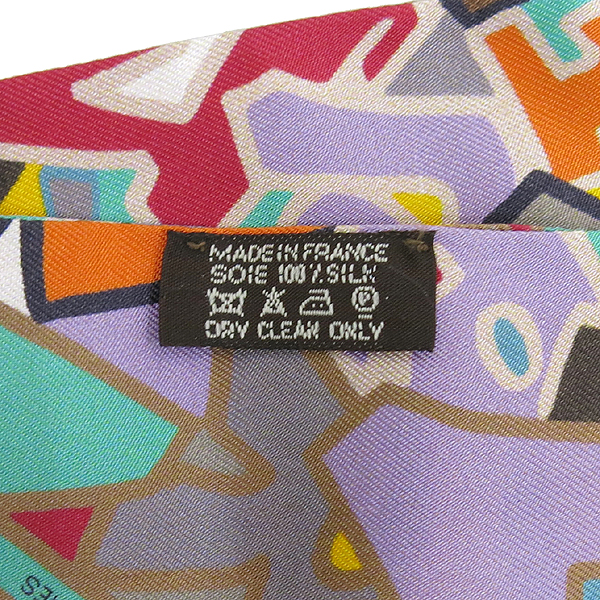 MADE IN FRANCE
SOIE 100% SILK
DRY CLEAN ONLY